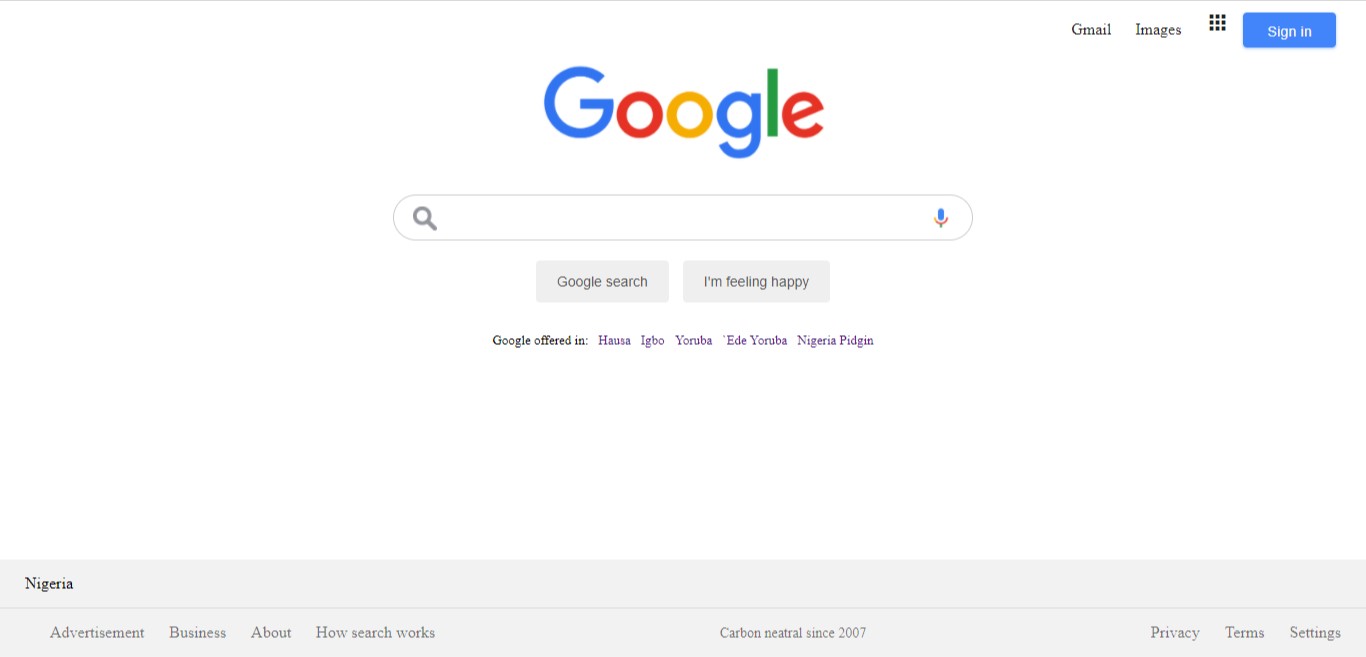 Gmail Images Sign in
Google
Google search I'm feeling happy
Google offered in: Hausa Igbo Yoruba `Ede Yoruba Nigeria Pidgin
Nigeria
Advertisement Business About How search works Carbon neatral since 2007 Privacy Terms Settings